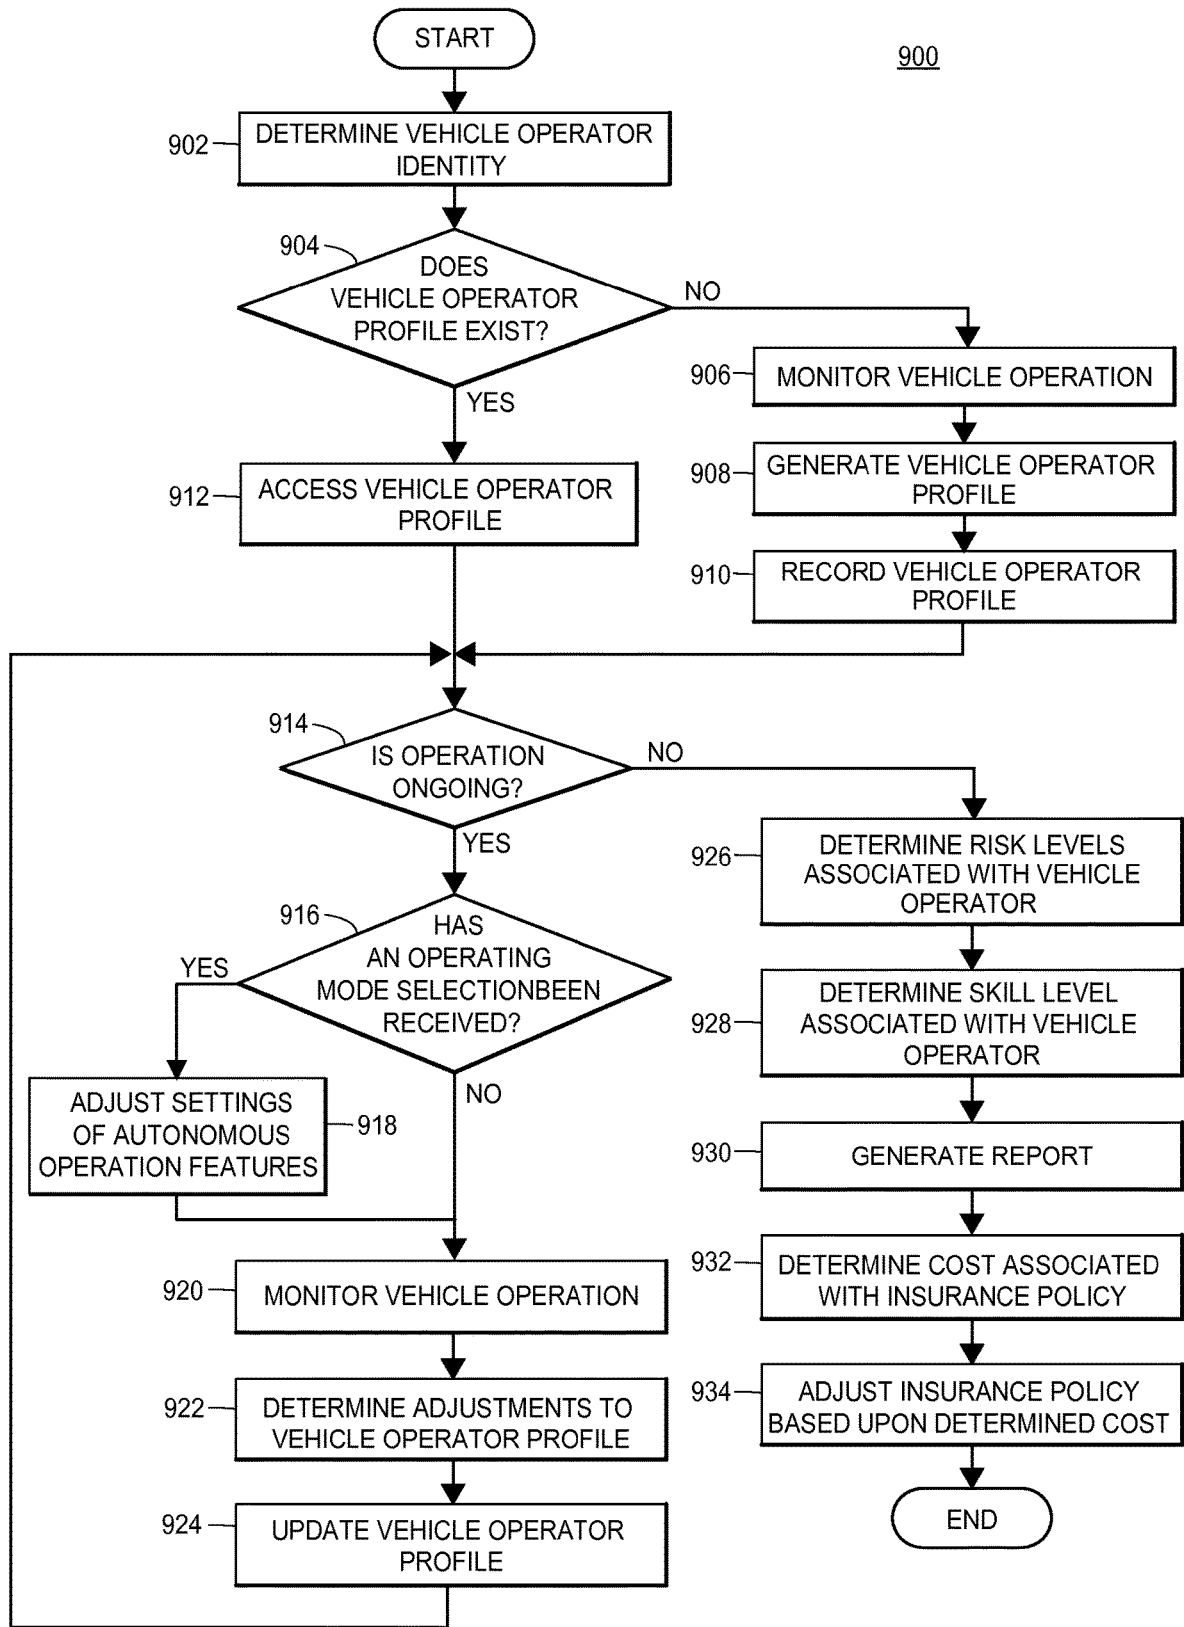 START
900
902
DETERMINE VEHICLE OPERATOR
IDENTITY
904
DOES
VEHICLE OPERATOR
PROFILE EXIST?
NO
YES
906
MONITOR VEHICLE OPERATION
908
GENERATE VEHICLE OPERATOR
PROFILE
910
RECORD VEHICLE OPERATOR
PROFILE
912
ACCESS VEHICLE OPERATOR
PROFILE
914
IS OPERATION
ONGOING?
NO
YES
916
HAS
AN OPERATING
MODE SELECTIONBEEN
RECEIVED?
YES
NO
ADJUST SETTINGS
OF AUTONOMOUS
OPERATION FEATURES
918
920
MONITOR VEHICLE OPERATION
922
DETERMINE ADJUSTMENTS TO
VEHICLE OPERATOR PROFILE
924
UPDATE VEHICLE OPERATOR
PROFILE
926
DETERMINE RISK LEVELS
ASSOCIATED WITH VEHICLE
OPERATOR
928
DETERMINE SKILL LEVEL
ASSOCIATED WITH VEHICLE
OPERATOR
930
GENERATE REPORT
932
DETERMINE COST ASSOCIATED
WITH INSURANCE POLICY
934
ADJUST INSURANCE POLICY
BASED UPON DETERMINED COST
END